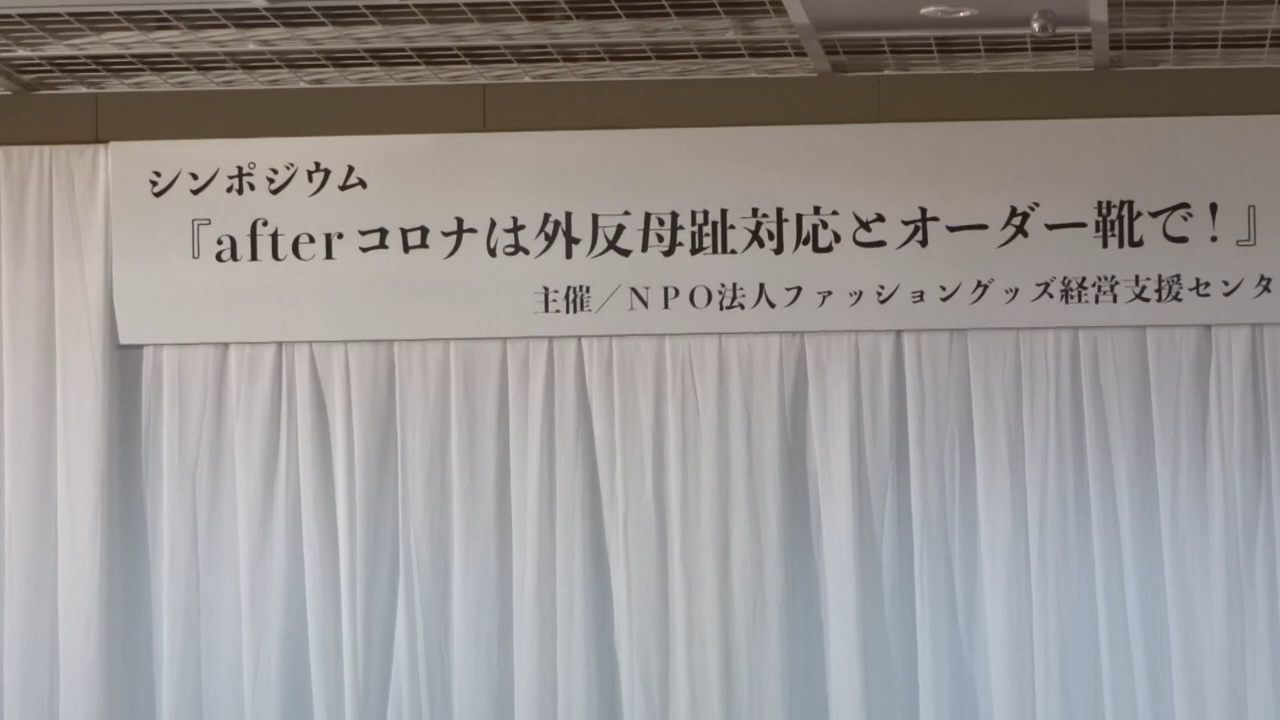 シンポジウム
『afterコロナは外反母趾対応とオーダー靴で！』
主催／ＮＰＯ法人ファッショングッズ経営支援センタ